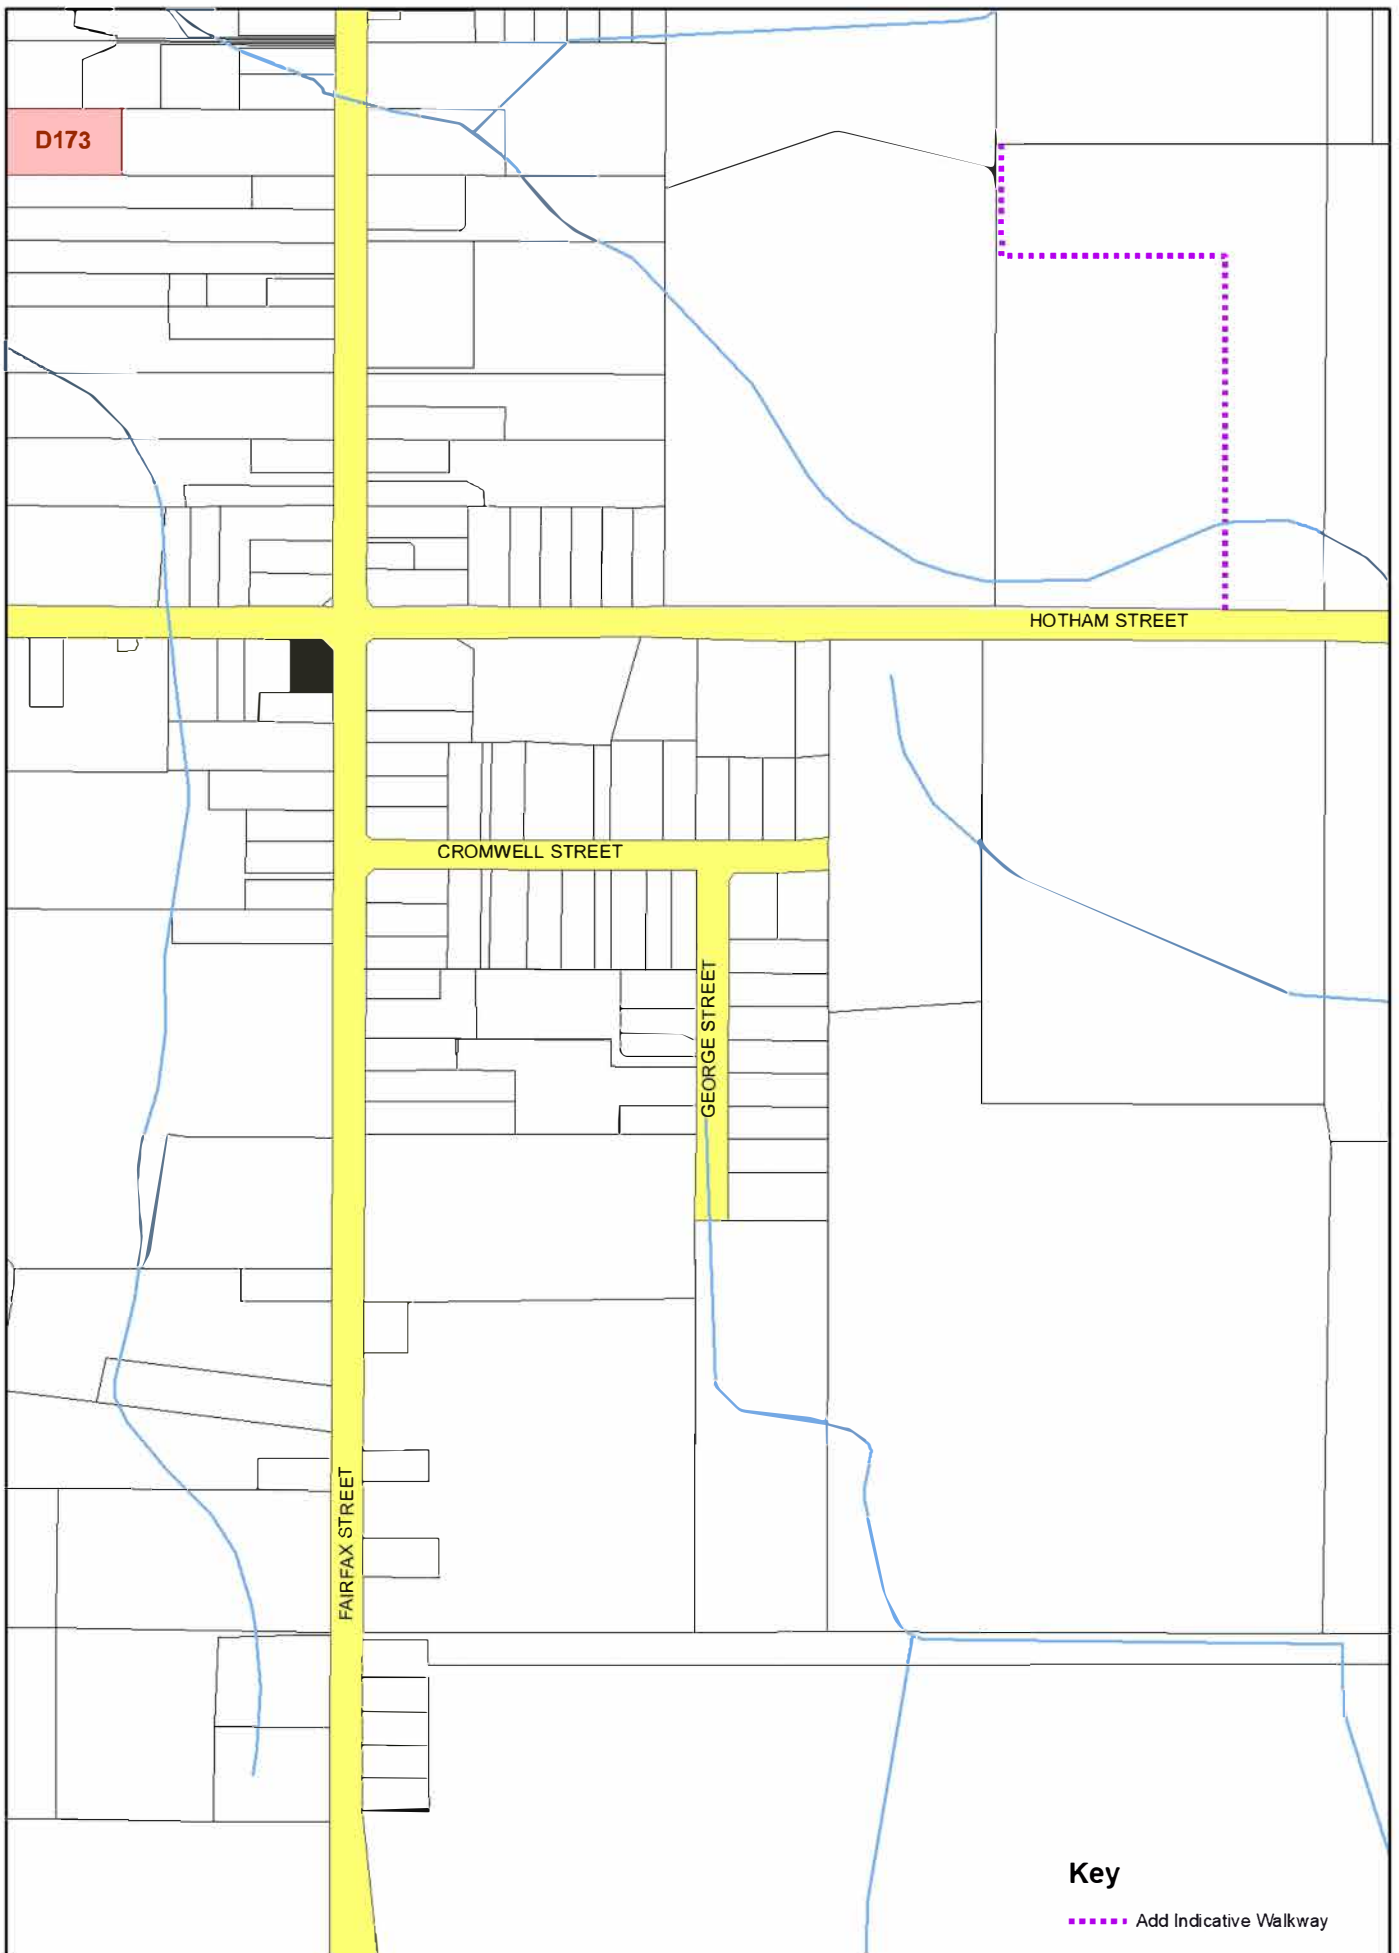 D173
HOTHAM STREET
CROMWELL STREET
GEORGE STREET
FAIRFAX STREET
Key
Add Indicative Walkway